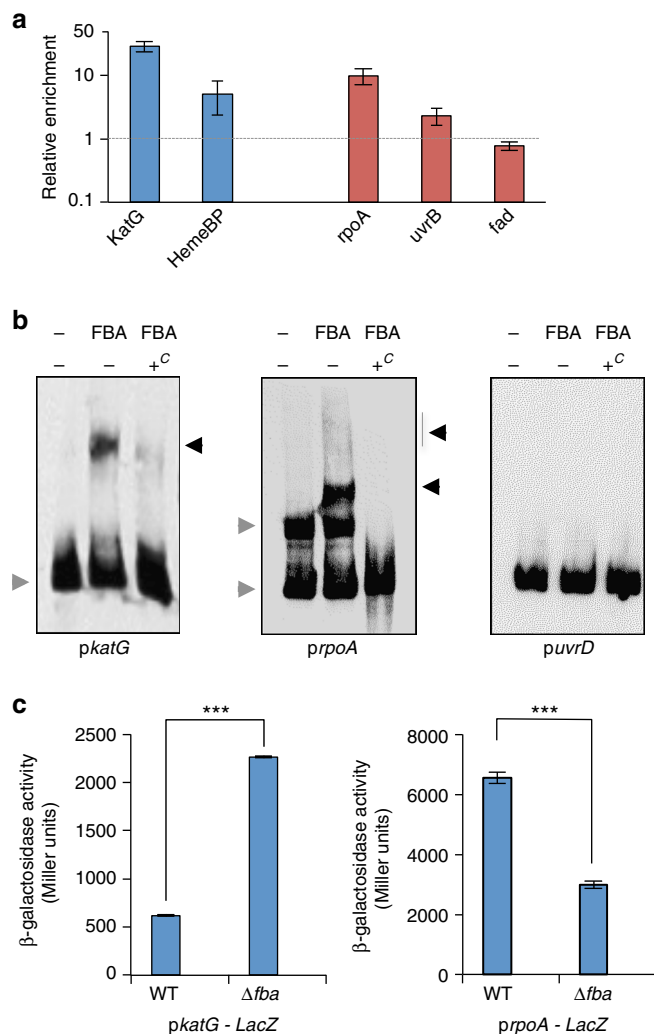 a
Relative enrichment
50
10
1
0.1
KatG
HemeBP
rpoA
uvrB
fad
b
– FBA FBA
– – +c
pkatG
– FBA FBA
– – +c
prpoA
– FBA FBA
– – +c
puvrD
c
β-galactosidase activity
(Miller units)
2500
2000
1500
1000
500
0
***
WT Δfba
pkatG - LacZ
β-galactosidase activity
(Miller units)
8000
6000
4000
2000
0
***
WT Δfba
prpoA - LacZ